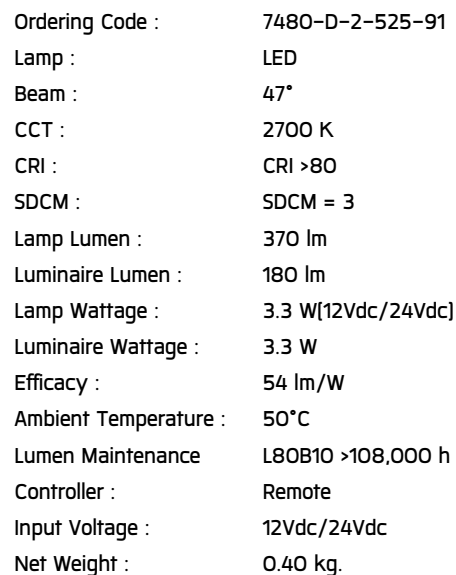 Ordering Code : 7480-D-2-525-91
Lamp : LED
Beam : 47°
CCT : 2700 K
CRI : CRI >80
SDCM : SDCM = 3
Lamp Lumen : 370 lm
Luminaire Lumen : 180 lm
Lamp Wattage : 3.3 W(12Vdc/24Vdc)
Luminaire Wattage : 3.3 W
Efficacy : 54 lm/W
Ambient Temperature : 50°C
Lumen Maintenance L80B10 >108,000 h
Controller : Remote
Input Voltage : 12Vdc/24Vdc
Net Weight : 0.40 kg.